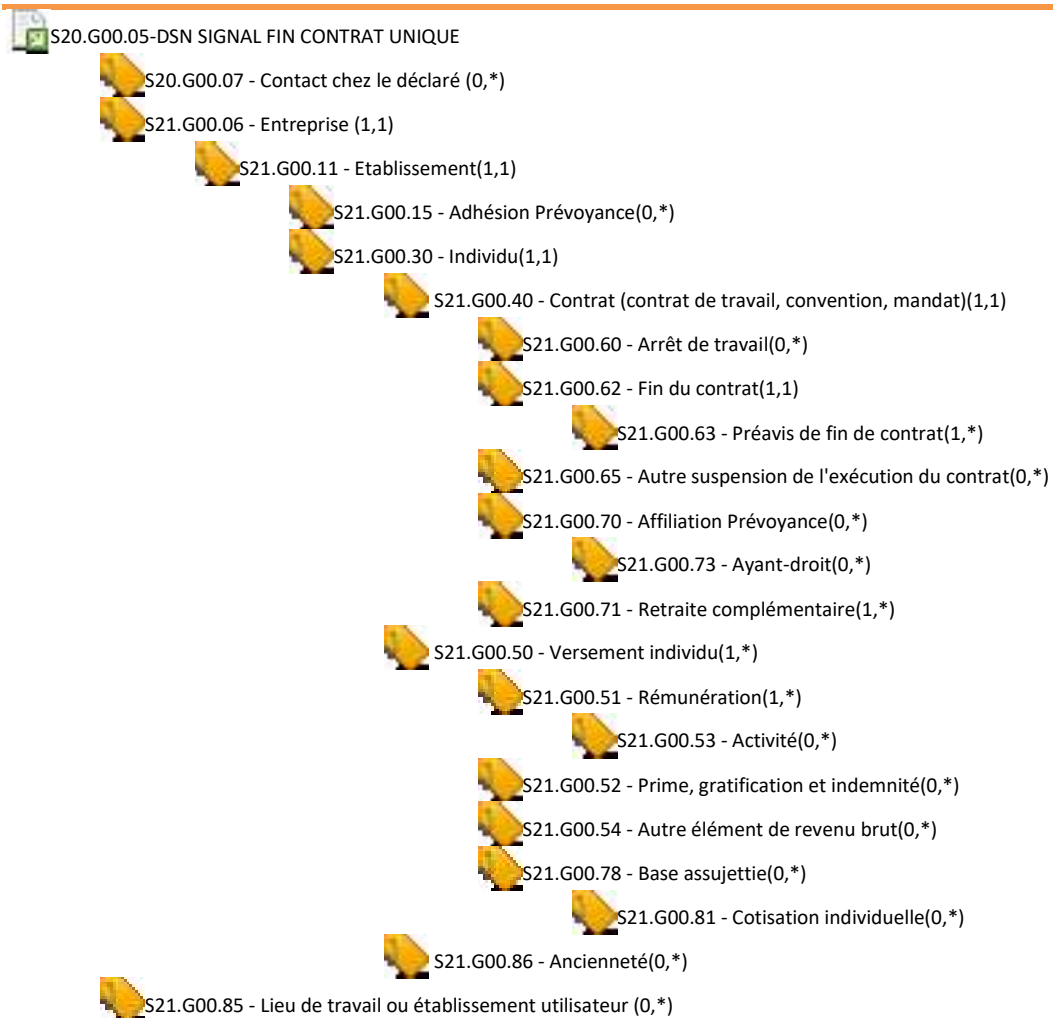 S20.G00.05-DSN SIGNAL FIN CONTRAT UNIQUE
S20.G00.07 - Contact chez le déclaré (0,*)
S21.G00.06 - Entreprise (1,1)
S21.G00.11 - Etablissement(1,1)
S21.G00.15 - Adhésion Prévoyance(0,*)
S21.G00.30 - Individu(1,1)
S21.G00.40 - Contrat (contrat de travail, convention, mandat)(1,1)
S21.G00.60 - Arrêt de travail(0,*)
S21.G00.62 - Fin du contrat(1,1)
S21.G00.63 - Préavis de fin de contrat(1,*)
S21.G00.65 - Autre suspension de l'exécution du contrat(0,*)
S21.G00.70 - Affiliation Prévoyance(0,*)
S21.G00.73 - Ayant-droit(0,*)
S21.G00.71 - Retraite complémentaire(1,*)
S21.G00.50 - Versement individu(1,*)
S21.G00.51 - Rémunération(1,*)
S21.G00.53 - Activité(0,*)
S21.G00.52 - Prime, gratification et indemnité(0,*)
S21.G00.54 - Autre élément de revenu brut(0,*)
S21.G00.78 - Base assujettie(0,*)
S21.G00.81 - Cotisation individuelle(0,*)
S21.G00.86 - Ancienneté(0,*)
S21.G00.85 - Lieu de travail ou établissement utilisateur (0,*)